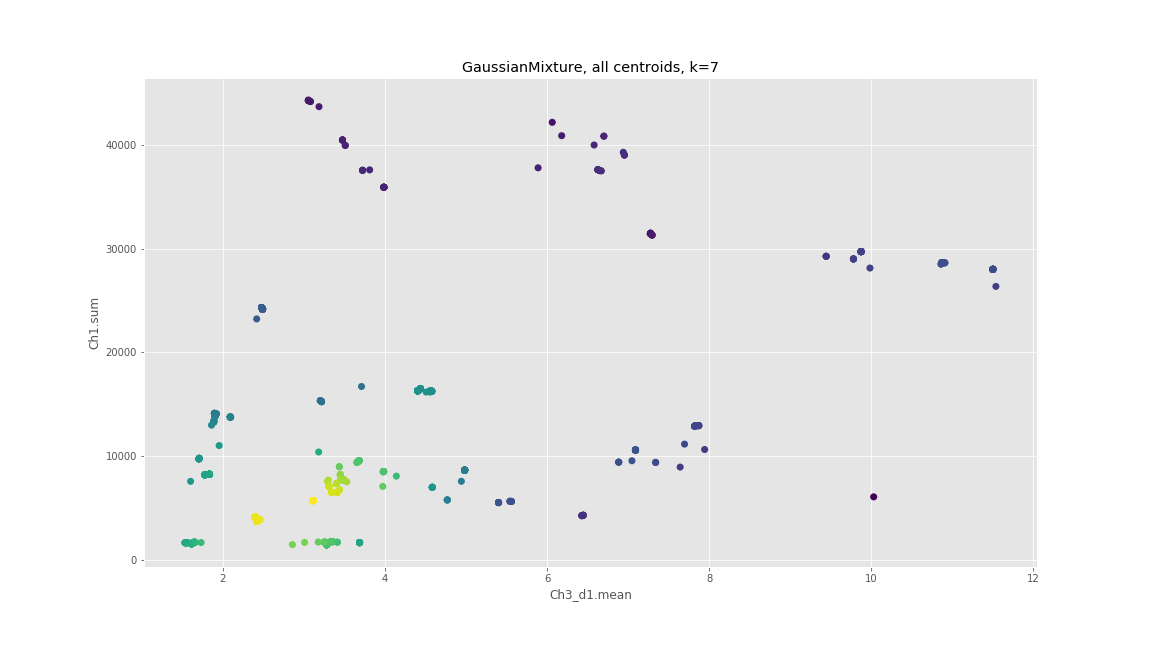 GaussianMixture, all centroids, k=7
40000
30000
20000
10000
0
Ch1.sum
2 4 6 8 10 12
Ch3_d1.mean